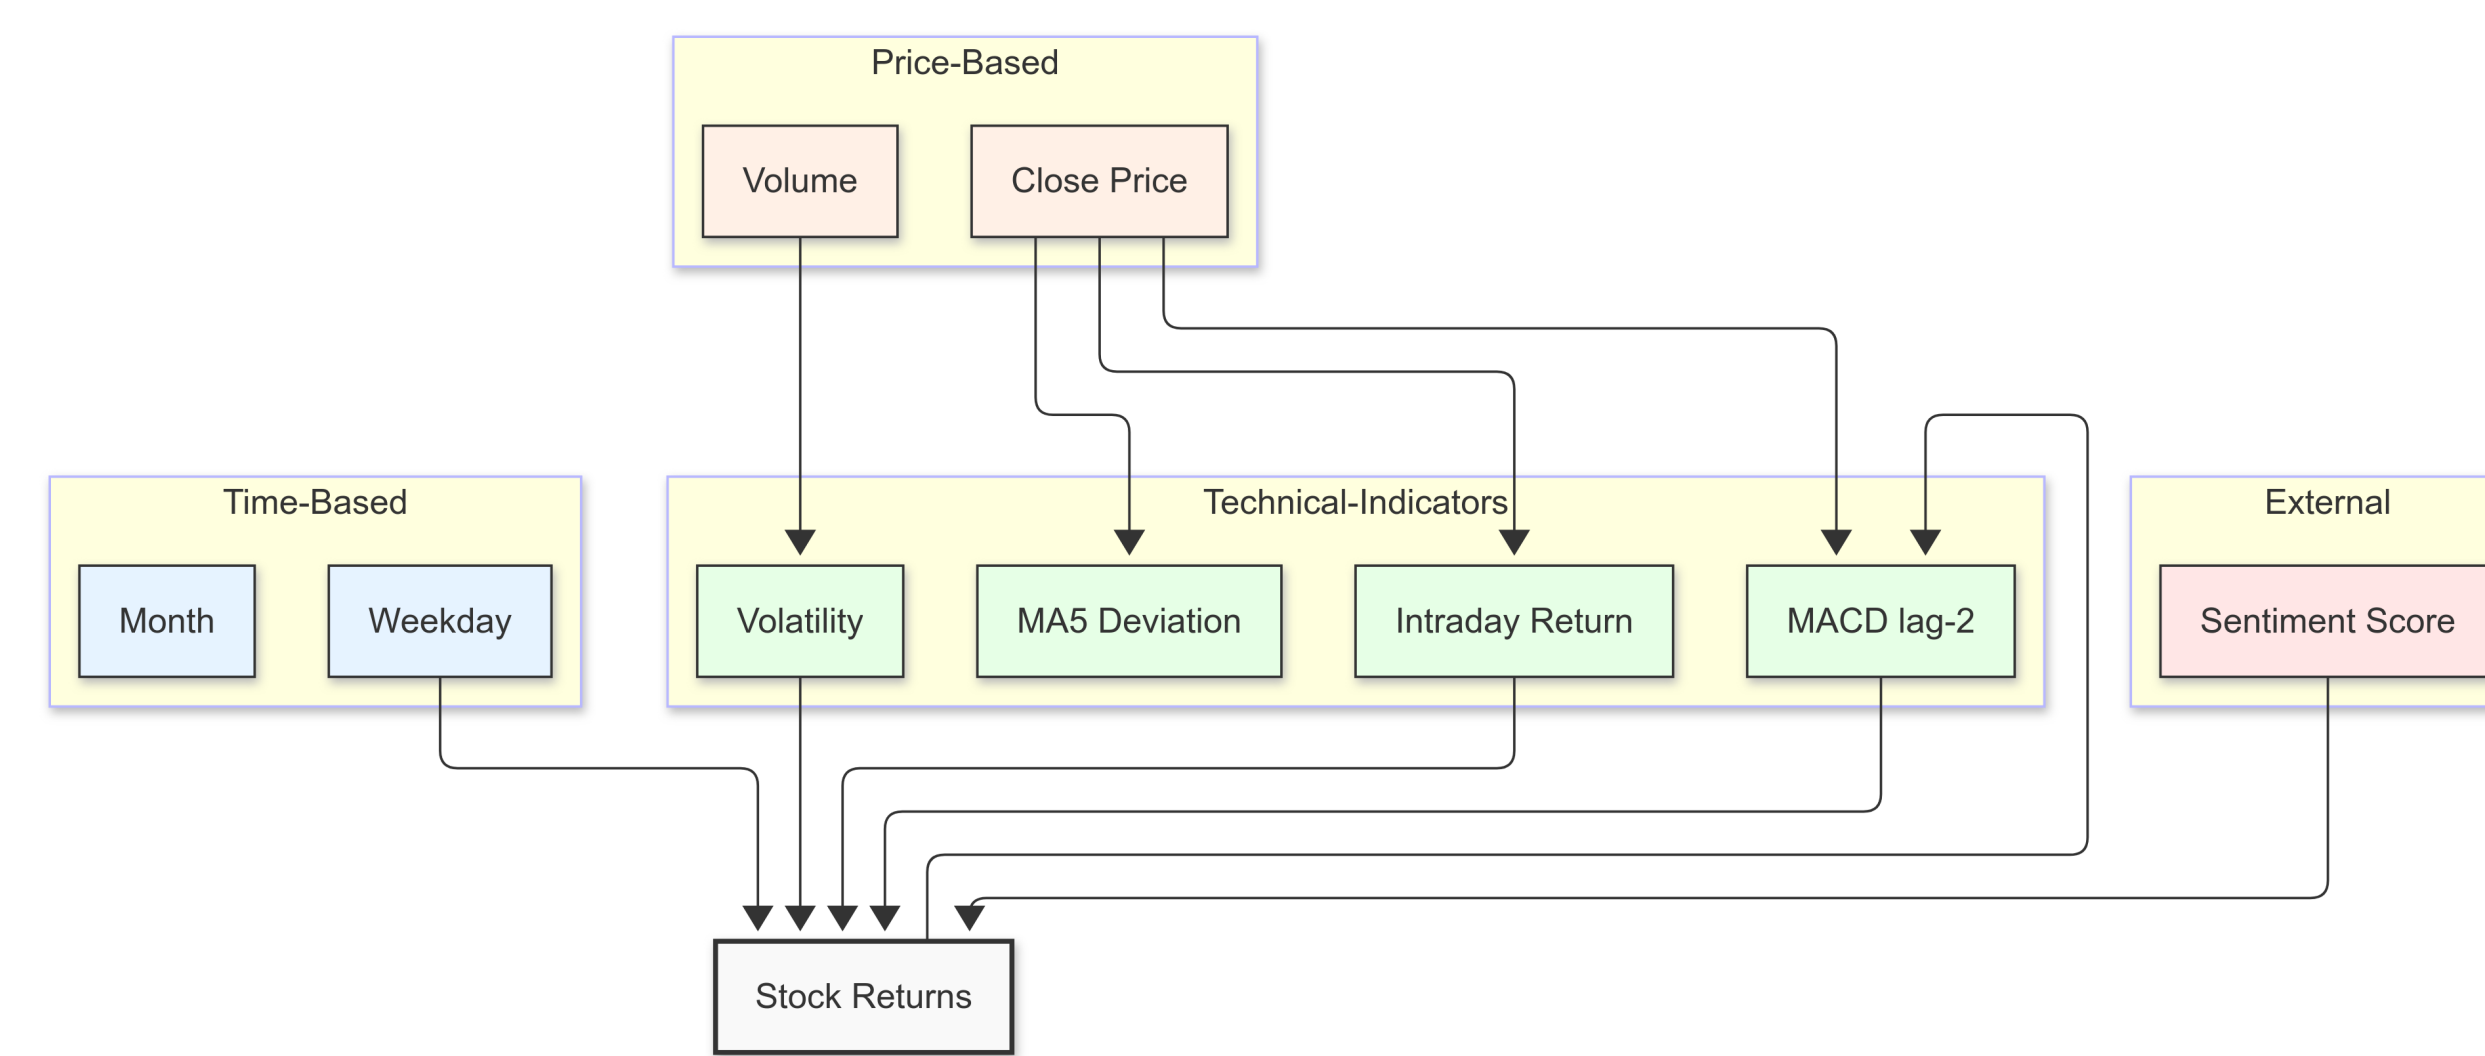 Price-Based
Volume
Close Price
Time-Based
Month
Weekday
Technical-Indicators
Volatility
MA5 Deviation
Intraday Return
MACD lag-2
External
Sentiment Score
Stock Returns